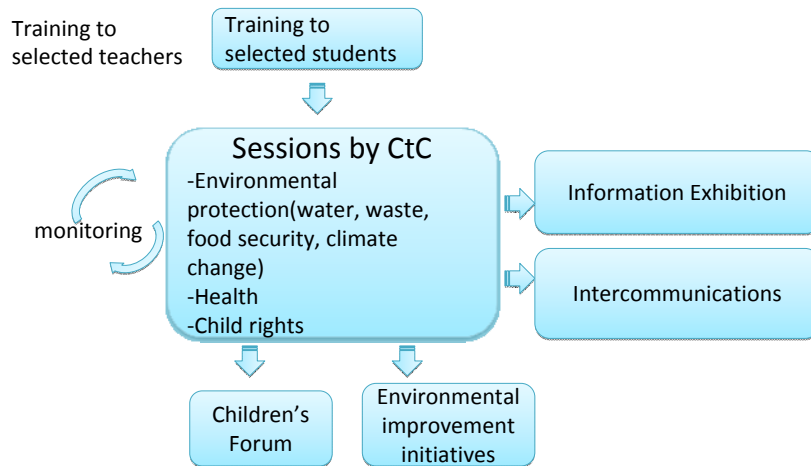 Training to
selected teachers
Training to
selected students
Sessions by CtC
-Environmental
protection(water, waste,
food security, climate
change)
-Health
-Child rights
monitoring
Information Exhibition
Intercommunications
Children’s
Forum
Environmental
improvement
initiatives